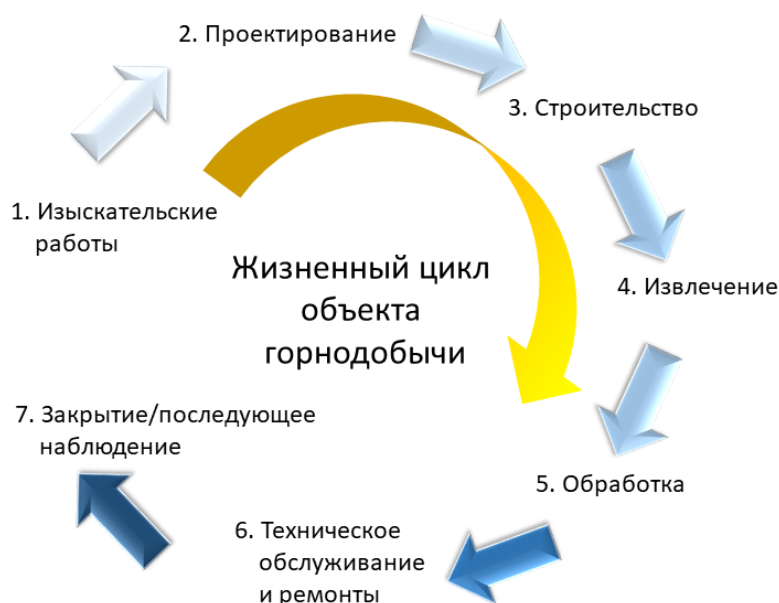 2. Проектирование
3. Строительство
1. Изыскательские
работы
Жизненный цикл
объекта
горнодобычи
4. Извлечение
7. Закрытие/последующее
наблюдение
5. Обработка
6. Техническое
обслуживание
и ремонты